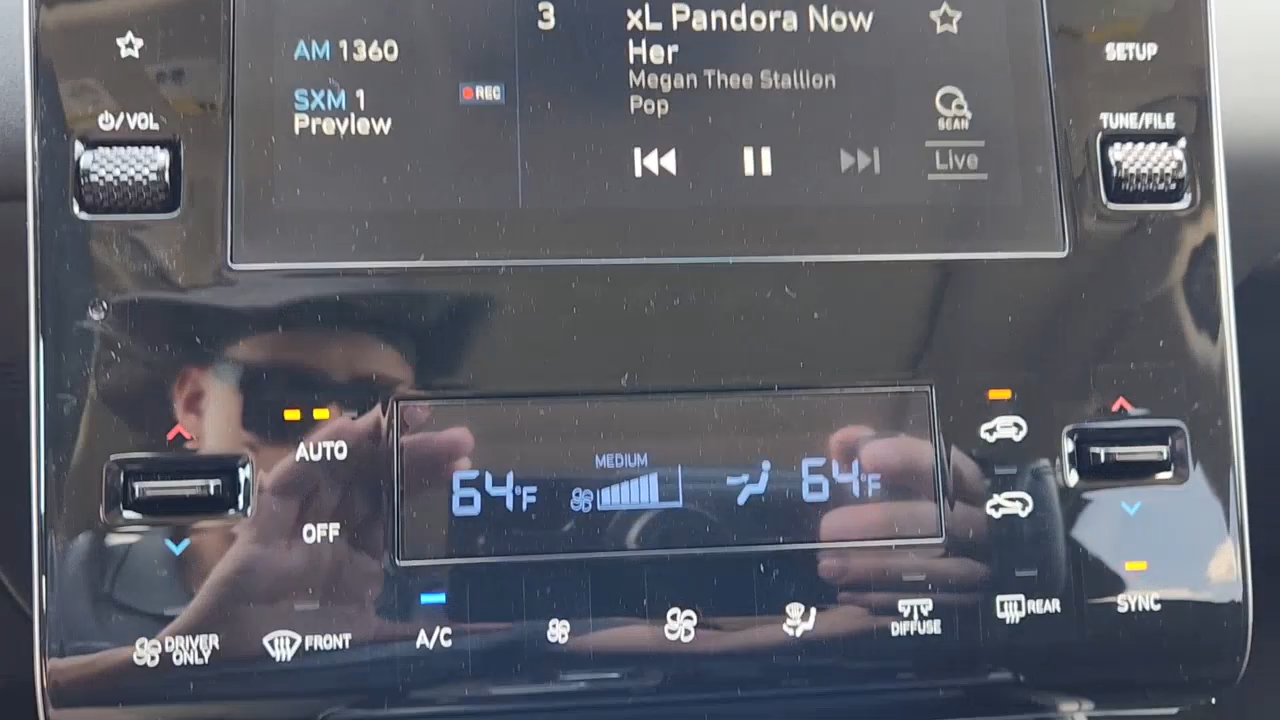 AM 1360
SXM 1
Preview
REC
3
xL Pandora Now
Her
Megan Thee Stallion
Pop
SCAN
Live
SETUP
/VOL
TUNE/FILE
AUTO
OFF
64°F
MEDIUM
64°F
DRIVER
ONLY
FRONT
A/C
DIFFUSE
REAR
SYNC